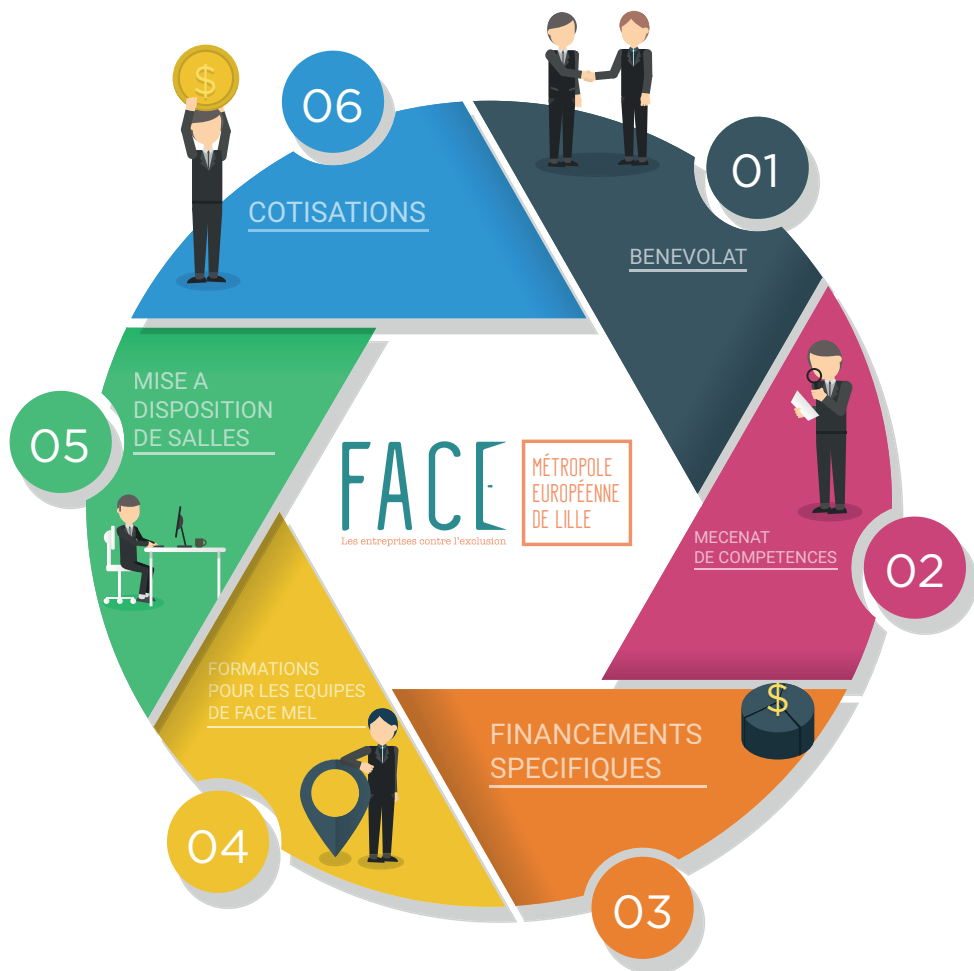 01
BENEVOLAT
02
MECENAT
DE COMPETENCES
03
FINANCEMENTS
SPECIFIQUES
04
FORMATIONS
POUR LES EQUIPES
DE FACE MEL
05
MISE A
DISPOSITION
DE SALLES
06
COTISATIONS
FACE
Les entreprises contre l'exclusion
MÉTROPOLE
EUROPÉENNE
DE LILLE
$
$